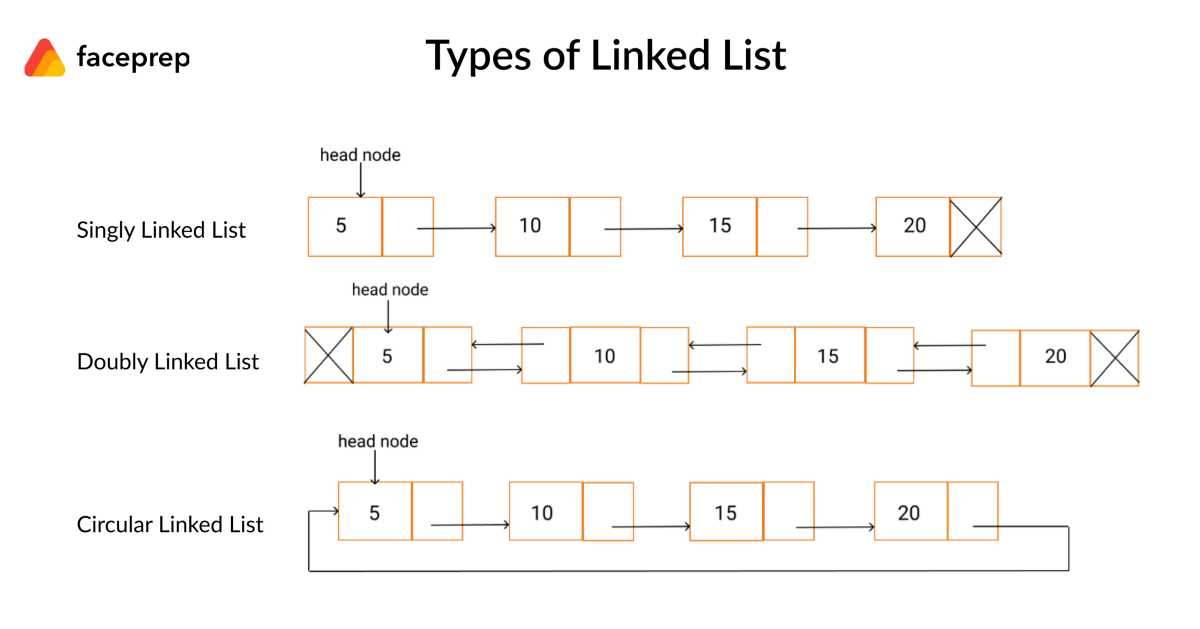 faceprep
Types of Linked List
head node
Singly Linked List
5
10
15
20
head node
Doubly Linked List
5
10
15
20
head node
Circular Linked List
5
10
15
20